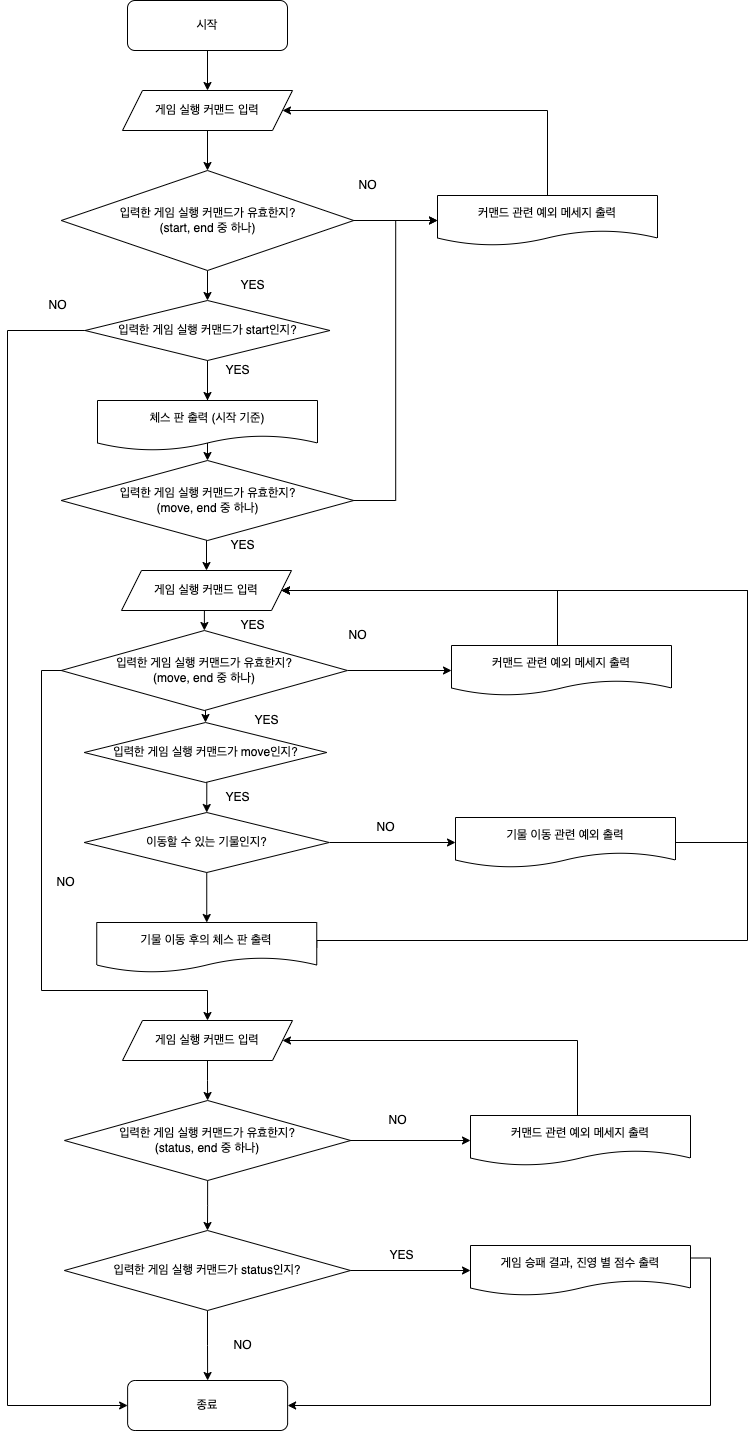 시작
게임 실행 커맨드 입력
NO
입력한 게임 실행 커맨드가 유효한지?
(start, end 중 하나)
커맨드 관련 예외 메세지 출력
YES
NO
입력한 게임 실행 커맨드가 start인지?
YES
체스 판 출력 (시작 기준)
입력한 게임 실행 커맨드가 유효한지?
(move, end 중 하나)
YES
게임 실행 커맨드 입력
YES
NO
입력한 게임 실행 커맨드가 유효한지?
(move, end 중 하나)
커맨드 관련 예외 메세지 출력
YES
입력한 게임 실행 커맨드가 move인지?
YES
이동할 수 있는 기물인지?
NO
기물 이동 관련 예외 출력
NO
기물 이동 후의 체스 판 출력
게임 실행 커맨드 입력
입력한 게임 실행 커맨드가 유효한지?
(status, end 중 하나)
NO
커맨드 관련 예외 메세지 출력
입력한 게임 실행 커맨드가 status인지?
YES
게임 승패 결과, 진영 별 점수 출력
NO
종료